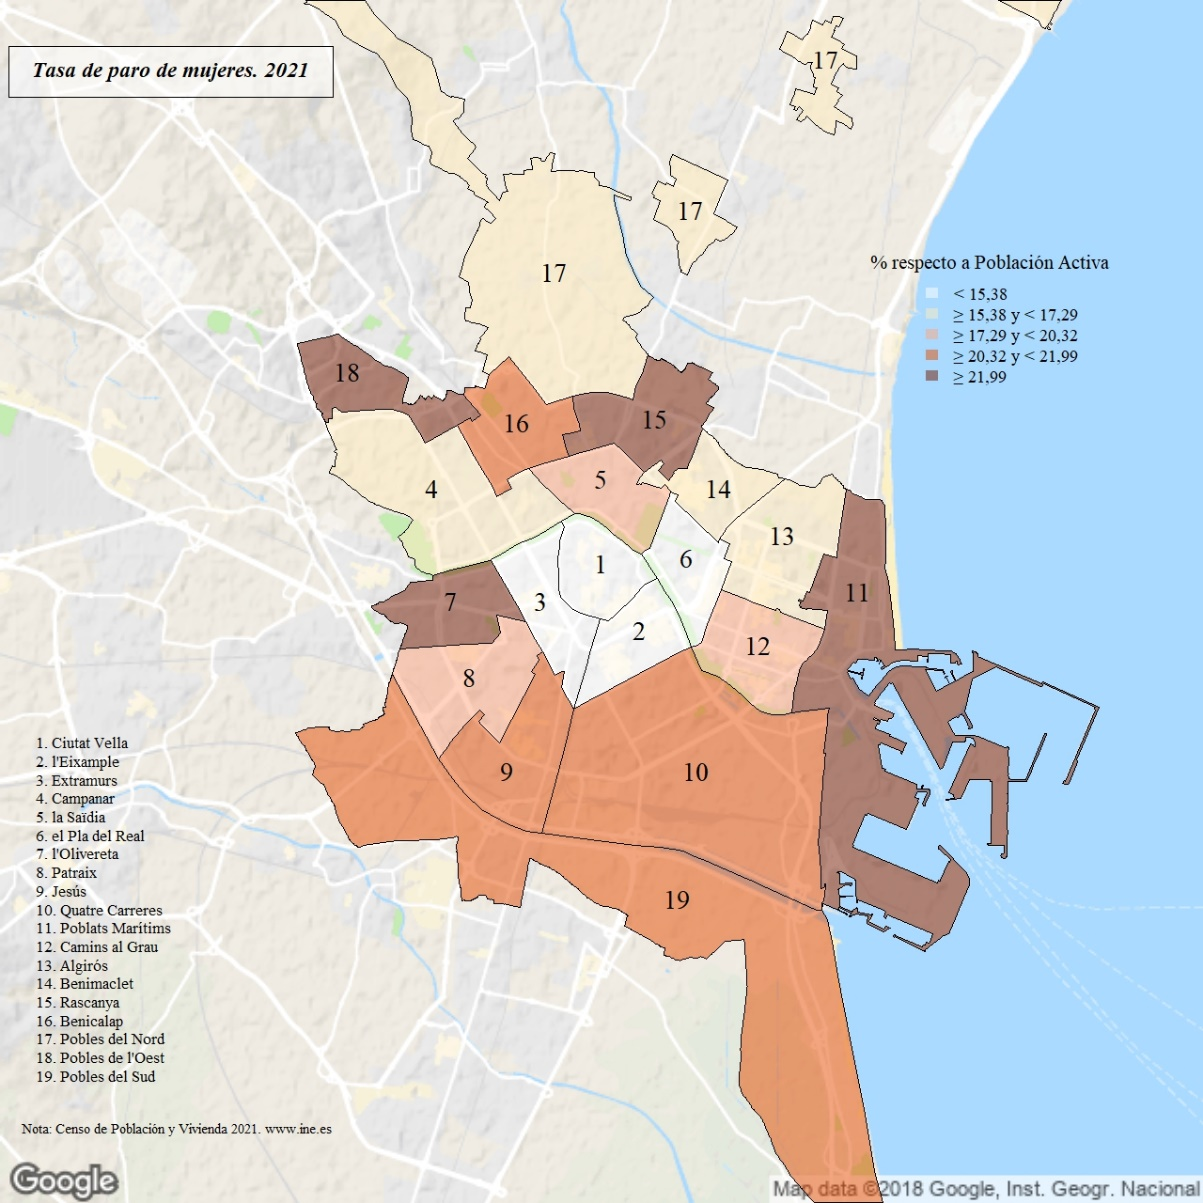 Tasa de paro de mujeres. 2021
17
17
17
% respecto a Población Activa
< 15,38
≥ 15,38 y < 17,29
≥ 17,29 y < 20,32
≥ 20,32 y < 21,99
≥ 21,99
18
16
15
4
5
14
13
1
6
11
7
3
2
12
8
9
10
19
1. Ciutat Vella
2. l'Eixample
3. Extramurs
4. Campanar
5. la Saïdia
6. el Pla del Real
7. l'Olivereta
8. Patraix
9. Jesús
10. Quatre Carreres
11. Poblats Marítims
12. Camins al Grau
13. Algirós
14. Benimaclet
15. Rascanya
16. Benicalap
17. Pobles del Nord
18. Pobles de l'Oest
19. Pobles del Sud
Nota: Censo de Población y Vivienda 2021. www.ine.es
Google
Map data ©2018 Google, Inst. Geogr. Nacional